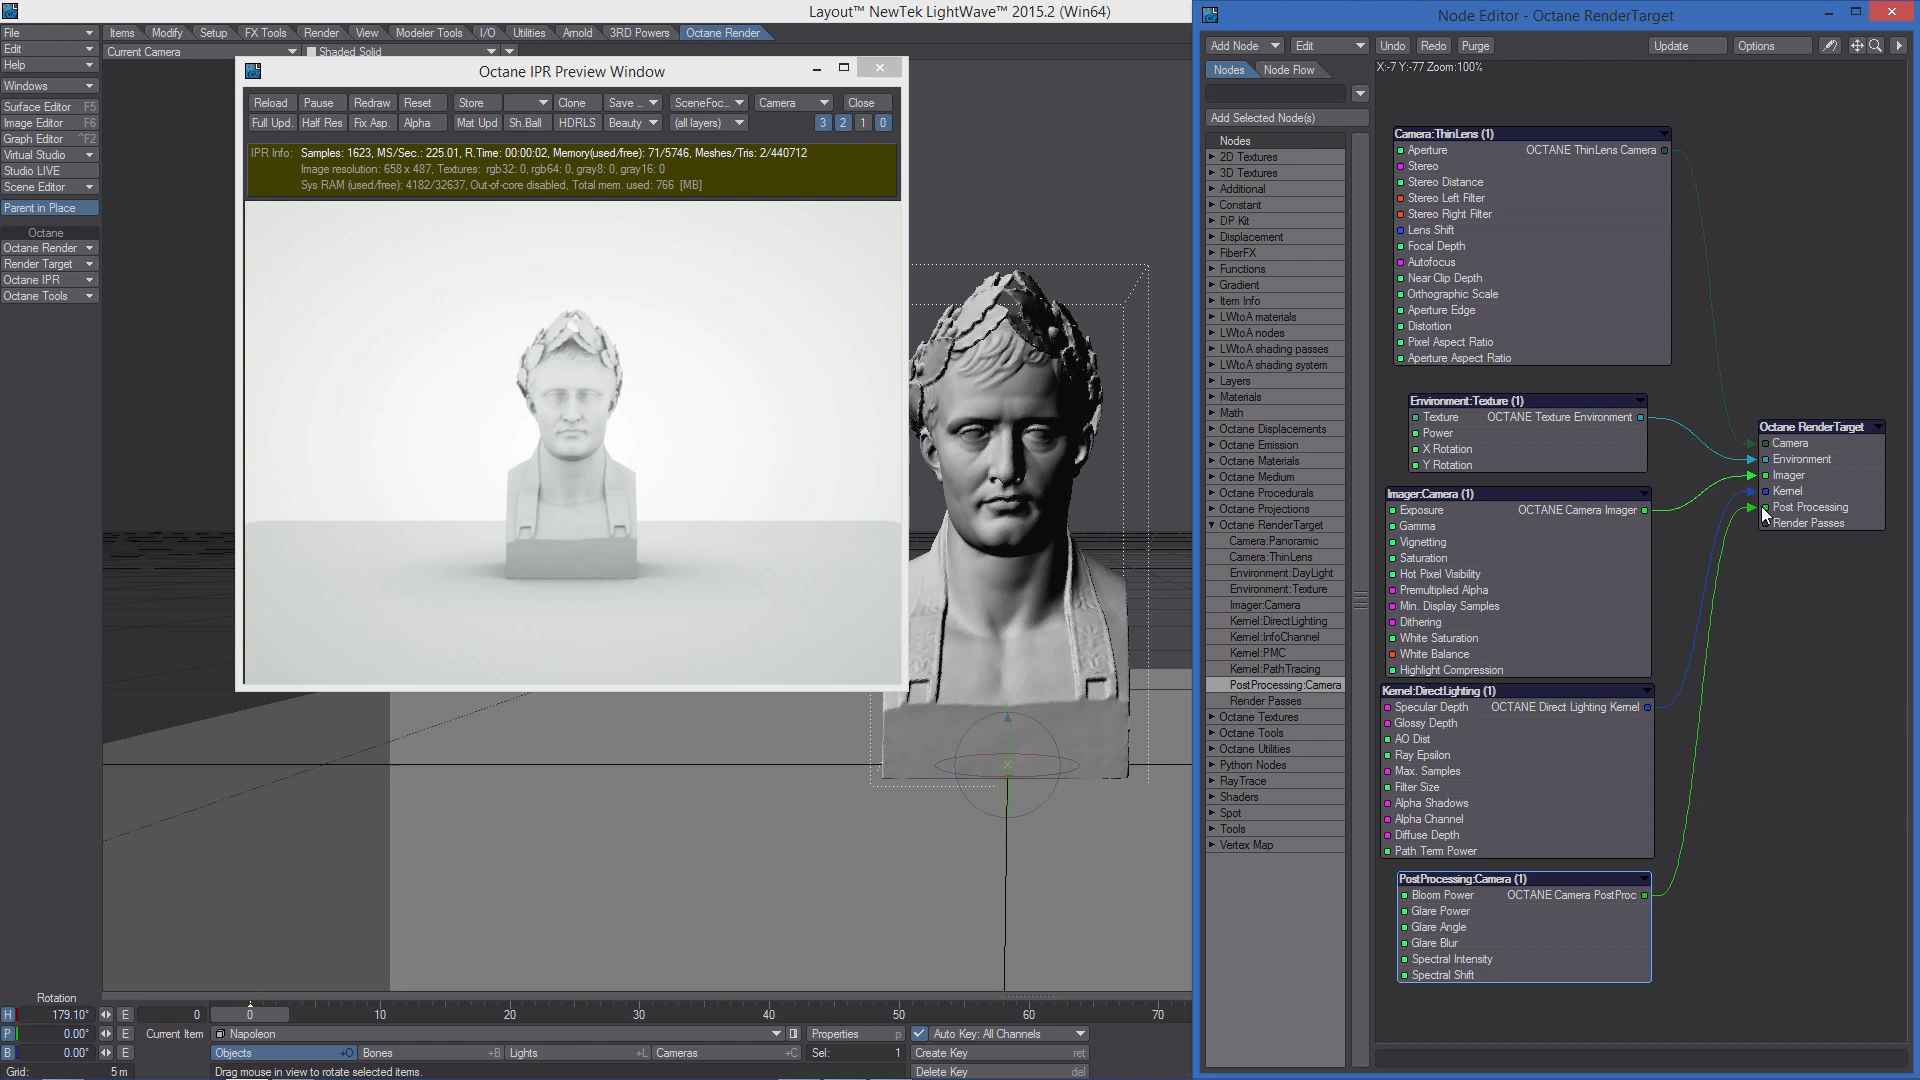 Layout™ NewTek LightWave™ 2015.2 (Win64)
File
Edit
Help
Windows
Surface Editor F5
Image Editor F6
Graph Editor ^F2
Virtual Studio
Studio LIVE
Scene Editor
Parent in Place
Octane
Octane Render
Render Target
Octane IPR
Octane Tools
Items Modify Setup FX Tools Render View Modeler Tools I/O Utilities Arnold 3RD Powers Octane Render
Current Camera Shaded Solid
Octane IPR Preview Window
Reload Pause Redraw Reset Store Clone Save ... SceneFoc... Camera Close
Full Upd. Half Res Fix Asp. Alpha Mat Upd Sh.Ball HDRLS Beauty (all layers) 3 2 1 0
IPR Info: Samples: 1623, MS/Sec.: 225.01, R.Time: 00:00:02, Memory(used/free): 71/5746, Meshes/Tris: 2/440712
Image resolution: 658 x 487, Textures: rgb32: 0, rgb64: 0, gray8: 0, gray16: 0
Sys RAM (used/free): 4182/32637, Out-of-core disabled, Total mem. used: 766 [MB]
Rotation
H 179.10° E
P 0.00° E
B 0.00° E
Grid: 5 m
0 0 10 20 30 40 50 60 70
Current Item Napoleon Properties p Auto Key: All Channels
Objects +O Bones +B Lights +L Cameras +C Sel: 1 Create Key ret
Drag mouse in view to rotate selected items. Delete Key del
Node Editor - Octane RenderTarget
Add Node Edit Undo Redo Purge Update Options
Nodes Node Flow
X:-7 Y:-77 Zoom:100%
Add Selected Node(s)
Nodes
2D Textures
3D Textures
Additional
Constant
DP Kit
Displacement
FiberFX
Functions
Gradient
Item Info
LWtoA materials
LWtoA nodes
LWtoA shading passes
LWtoA shading system
Layers
Materials
Math
Octane Displacements
Octane Emission
Octane Materials
Octane Medium
Octane Procedurals
Octane Projections
Octane RenderTarget
Camera:Panoramic
Camera:ThinLens
Environment:DayLight
Environment:Texture
Imager:Camera
Kernel:DirectLighting
Kernel:InfoChannel
Kernel:PMC
Kernel:PathTracing
PostProcessing:Camera
Render Passes
Octane Textures
Octane Tools
Octane Utilities
Python Nodes
RayTrace
Shaders
Spot
Tools
Vertex Map
Camera:ThinLens (1)
Aperture OCTANE ThinLens Camera
Stereo
Stereo Distance
Stereo Left Filter
Stereo Right Filter
Lens Shift
Focal Depth
Autofocus
Near Clip Depth
Orthographic Scale
Aperture Edge
Distortion
Pixel Aspect Ratio
Aperture Aspect Ratio
Environment:Texture (1)
Texture OCTANE Texture Environment
Power
X Rotation
Y Rotation
Imager:Camera (1)
Exposure OCTANE Camera Imager
Gamma
Vignetting
Saturation
Hot Pixel Visibility
Premultiplied Alpha
Min. Display Samples
Dithering
White Saturation
White Balance
Highlight Compression
Kernel:DirectLighting (1)
Specular Depth OCTANE Direct Lighting Kernel
Glossy Depth
AO Dist
Ray Epsilon
Max. Samples
Filter Size
Alpha Shadows
Alpha Channel
Diffuse Depth
Path Term Power
PostProcessing:Camera (1)
Bloom Power OCTANE Camera PostProc
Glare Power
Glare Angle
Glare Blur
Spectral Intensity
Spectral Shift
Octane RenderTarget
Camera
Environment
Imager
Kernel
Post Processing
Render Passes